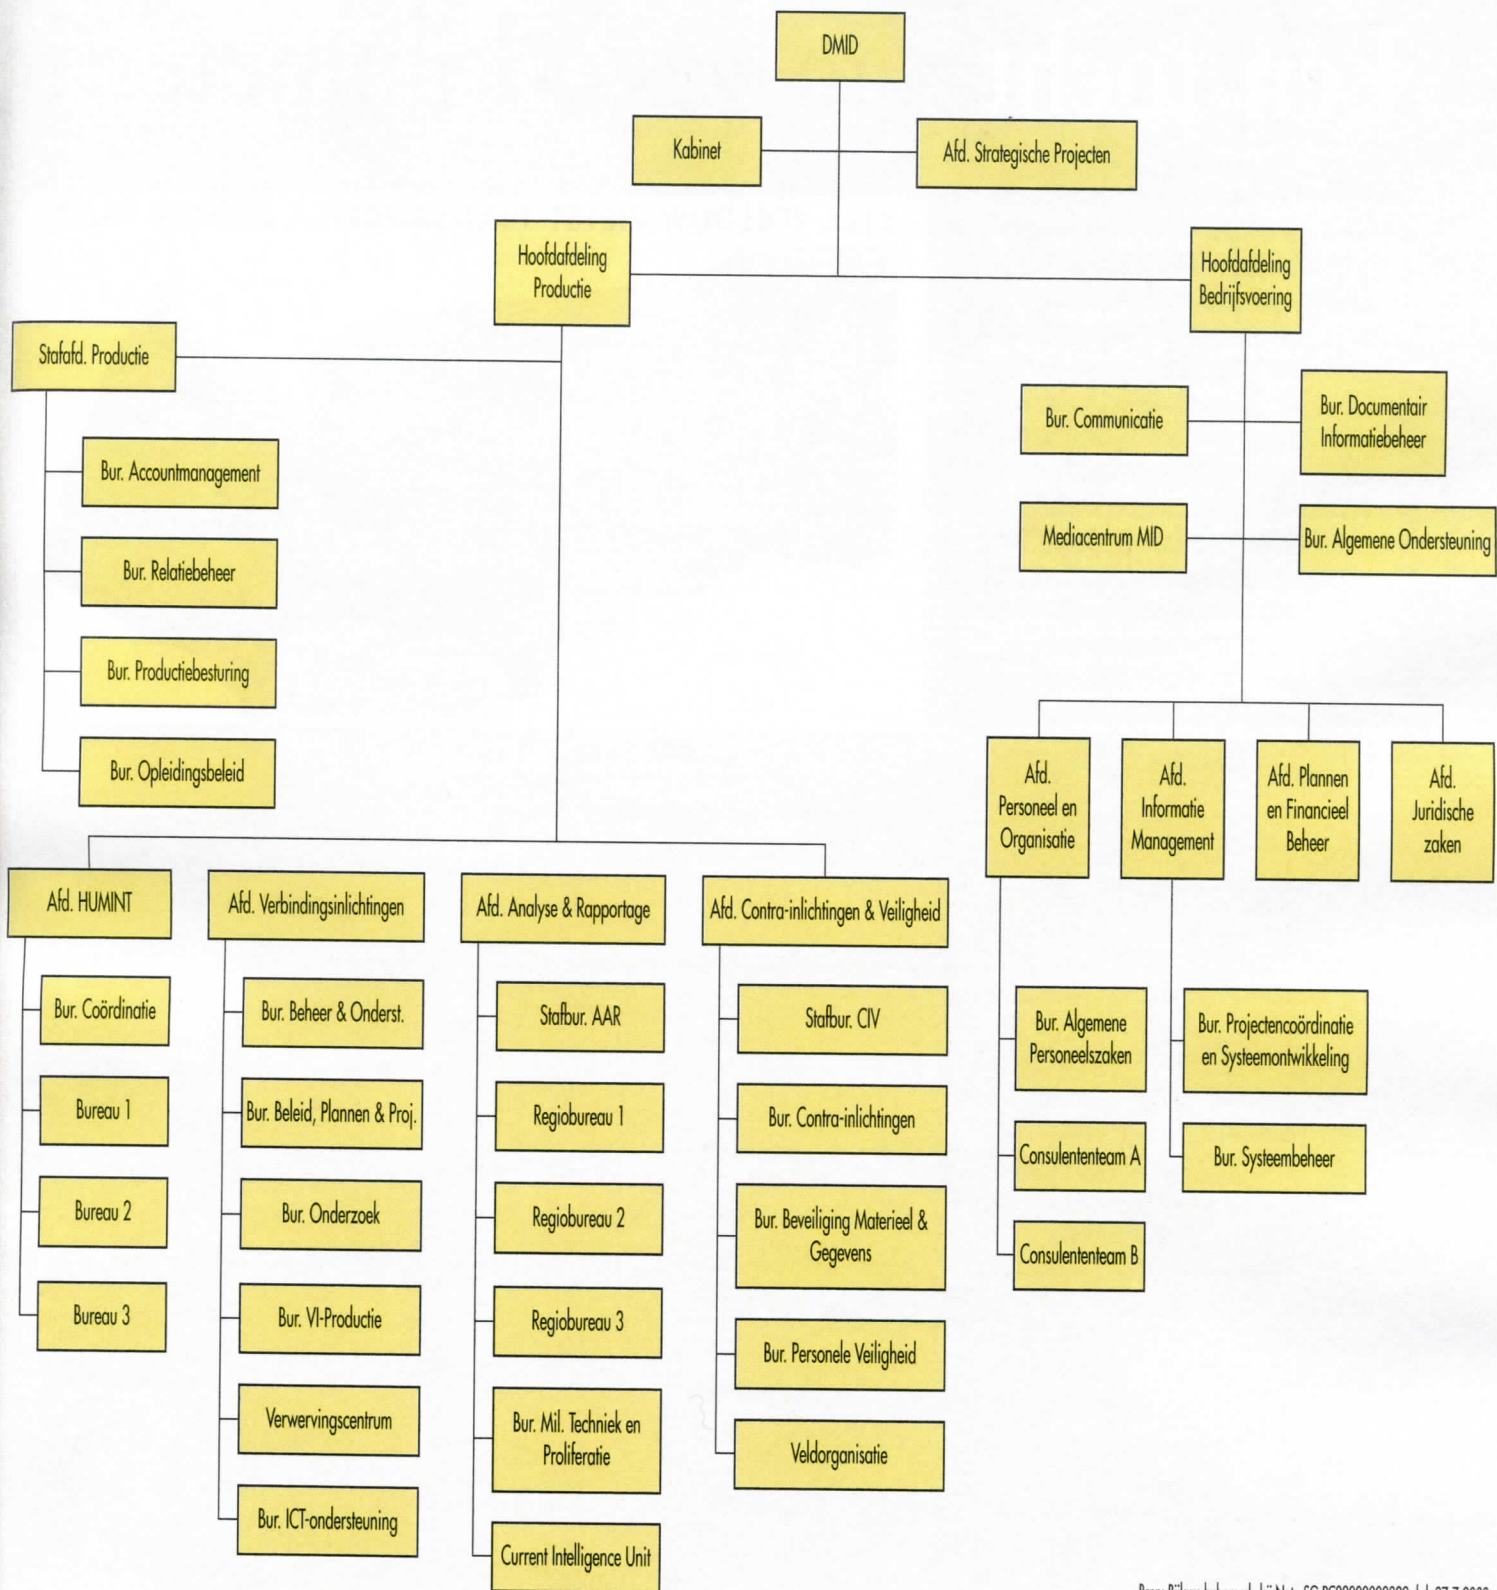 DMID
Kabinet
Afd. Strategische Projecten
Hoofdafdeling
Productie
Hoofdafdeling
Bedrijfsvoering
Stafafd. Productie
Bur. Accountmanagement
Bur. Relatiebeheer
Bur. Productiebesturing
Bur. Opleidingsbeleid
Bur. Communicatie
Bur. Documentair
Informatiebeheer
Mediacentrum MID
Bur. Algemene Ondersteuning
Afd. HUMINT
Bur. Coördinatie
Bureau 1
Bureau 2
Bureau 3
Afd. Verbindingsinlichtingen
Bur. Beheer & Onderst.
Bur. Beleid, Plannen & Proj.
Bur. Onderzoek
Bur. VI-Productie
Verwervingscentrum
Bur. ICT-ondersteuning
Afd. Analyse & Rapportage
Stafbur. AAR
Regiobureau 1
Regiobureau 2
Regiobureau 3
Bur. Mil. Techniek en
Proliferatie
Current Intelligence Unit
Afd. Contra-inlichtingen & Veiligheid
Stafbur. CIV
Bur. Contra-inlichtingen
Bur. Beveiliging Materieel &
Gegevens
Bur. Personele Veiligheid
Veldorganisatie
Afd.
Personeel en
Organisatie
Bur. Algemene
Personeelszaken
Consulententeam A
Consulententeam B
Afd.
Informatie
Management
Bur. Projectencoördinatie
en Systeemontwikkeling
Bur. Systeembeheer
Afd. Plannen
en Financieel
Beheer
Afd.
Juridische
zaken